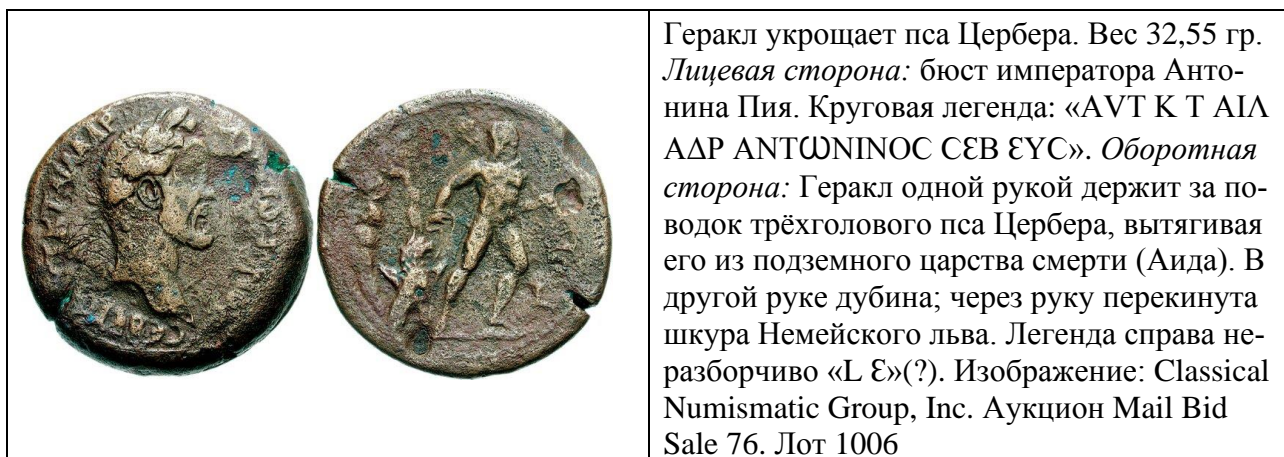 Геракл укрощает пса Цербера. Вес 32,55 гр.
Лицевая сторона: бюст императора Анто-
нина Пия. Круговая легенда: «AVT K T AIΛ
AΔP ANTѠNINOC CƐB ƐYC». Оборотная
сторона: Геракл одной рукой держит за по-
водок трёхголового пса Цербера, вытягивая
его из подземного царства смерти (Аида). В
другой руке дубина; через руку перекинута
шкура Немейского льва. Легенда справа не-
разборчиво «L Ɛ»(?). Изображение: Classical
Numismatic Group, Inc. Аукцион Mail Bid
Sale 76. Лот 1006